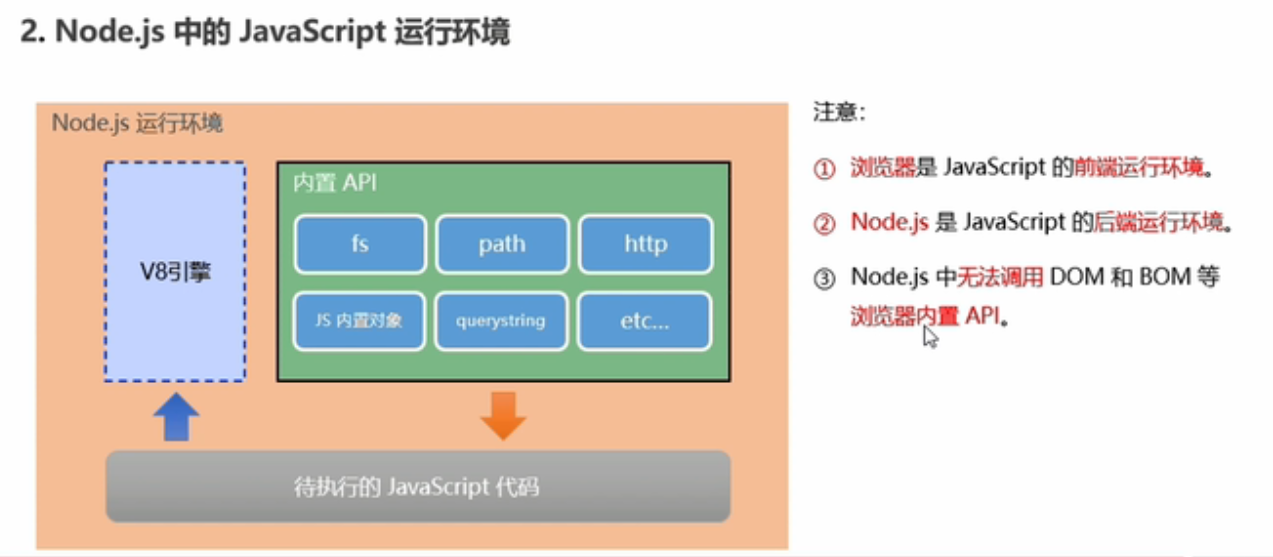 2. Node.js 中的 JavaScript 运行环境
Node.js 运行环境
V8引擎
内置 API
fs
path
http
JS 内置对象
querystring
etc...
待执行的 JavaScript 代码
注意：
① 浏览器是 JavaScript 的前端运行环境。
② Node.js 是 JavaScript 的后端运行环境。
③ Node.js 中无法调用 DOM 和 BOM 等
浏览器内置 API。